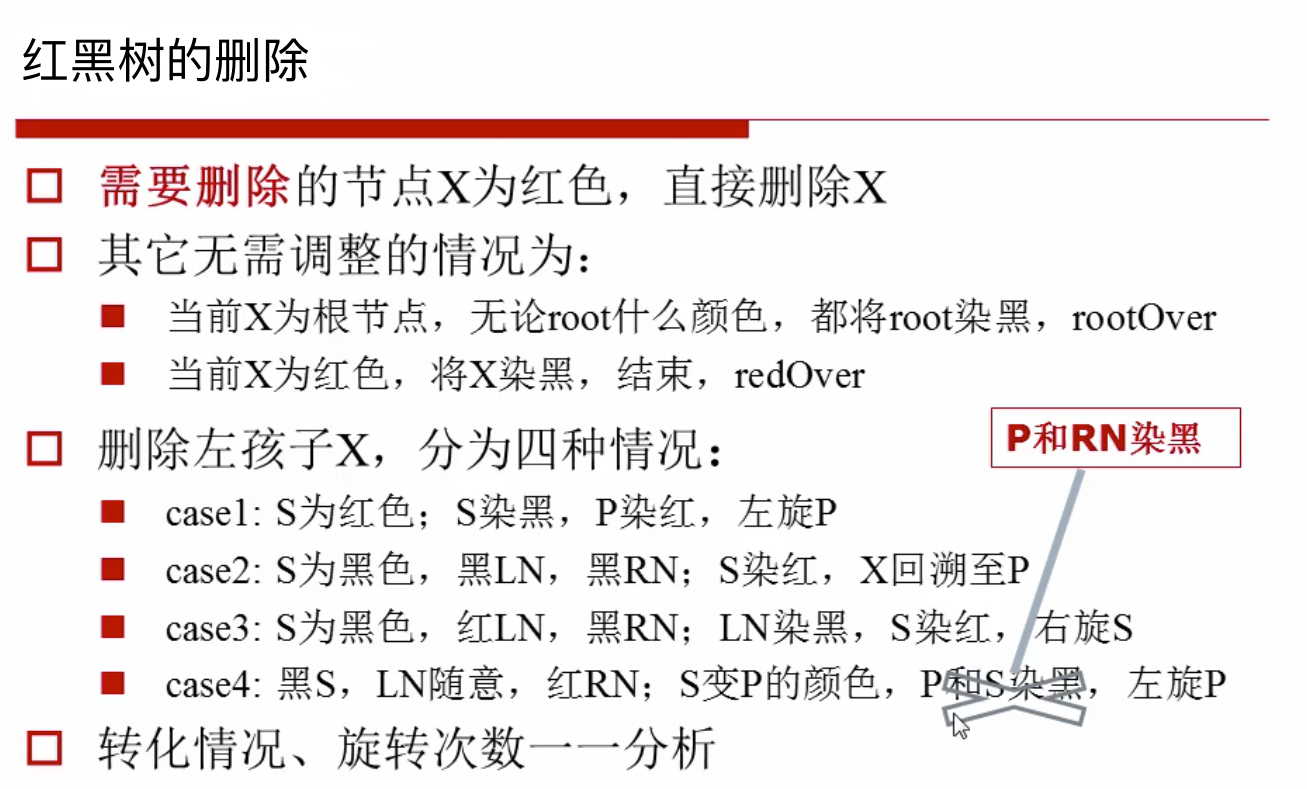 红黑树的删除
需要删除的节点X为红色，直接删除X
其它无需调整的情况为：
当前X为根节点，无论root什么颜色，都将root染黑，rootOver
当前X为红色，将X染黑，结束，redOver
删除左孩子X，分为四种情况：
P和RN染黑
case1: S为红色；S染黑，P染红，左旋P
case2: S为黑色，黑LN，黑RN；S染红，X回溯至P
case3: S为黑色，红LN，黑RN；LN染黑，S染红，右旋S
case4: 黑S，LN随意，红RN；S变P的颜色，P和S染黑，左旋P
转化情况、旋转次数一一分析